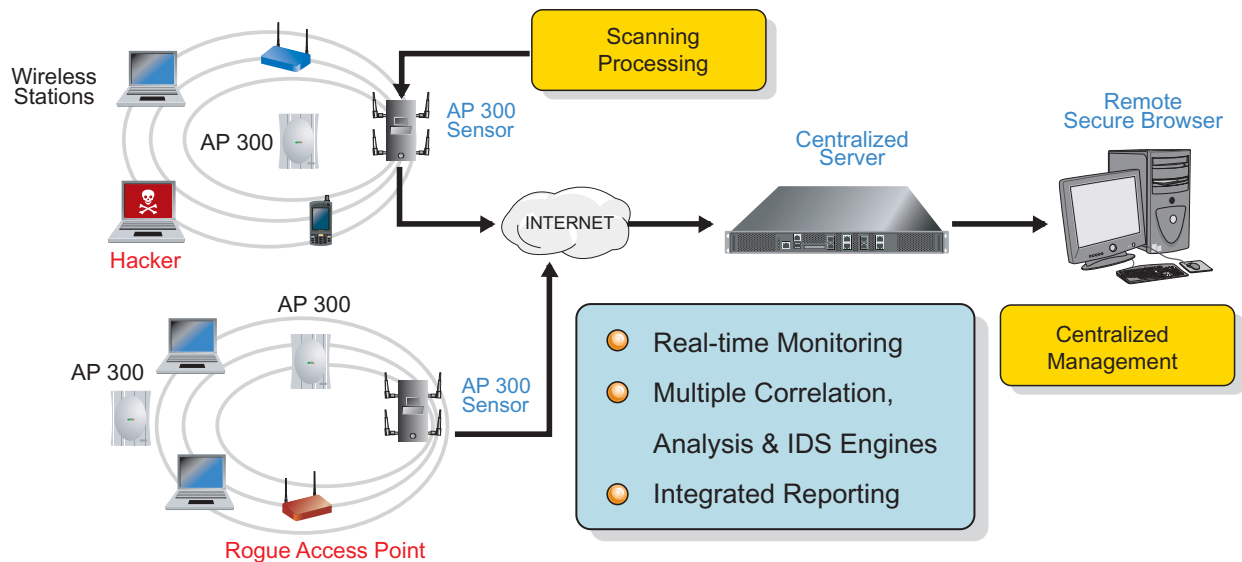 Scanning
Processing
Wireless
Stations
AP 300
AP 300
Sensor
Hacker
INTERNET
Centralized
Server
Remote
Secure Browser
AP 300
AP 300
AP 300
Sensor
Rogue Access Point
Real-time Monitoring
Multiple Correlation,
Analysis & IDS Engines
Integrated Reporting
Centralized
Management